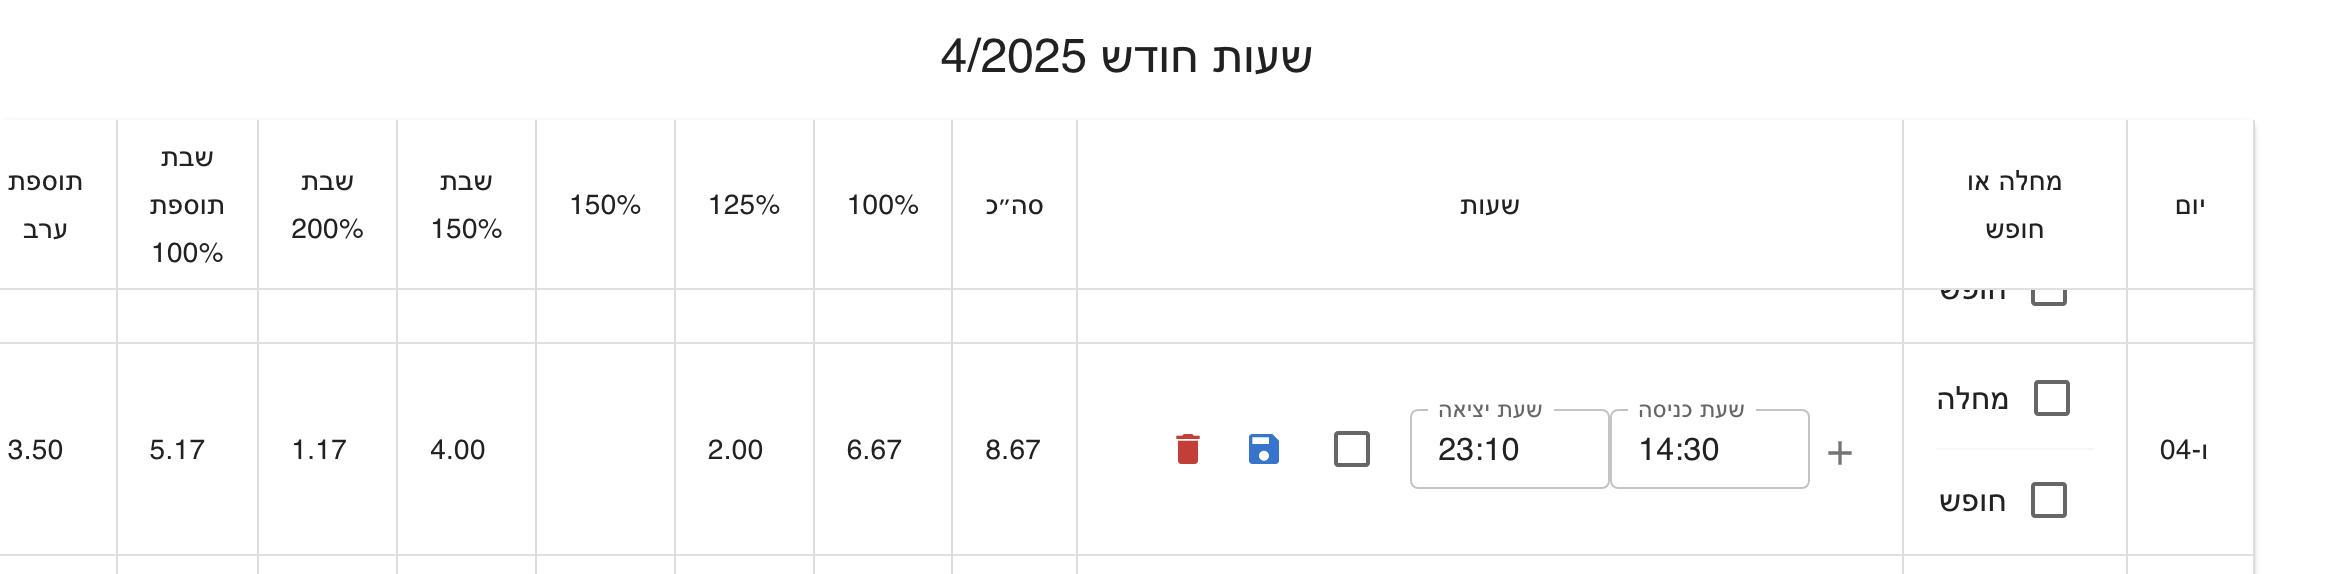 שעות חודש 4/2025
יום
מחלה או
חופש
שעות
סה״כ
100%
125%
150%
שבת
150%
שבת
200%
שבת
תוספת
100%
תוספת
ערב
חופש
ו-04
מחלה
חופש
+
שעת כניסה
14:30
שעת יציאה
23:10
8.67
6.67
2.00
4.00
1.17
5.17
3.50